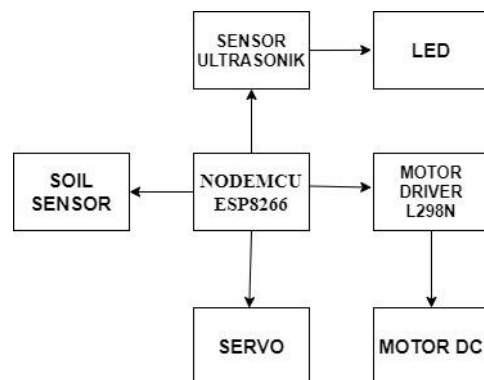 SENSOR
ULTRASONIK
LED
SOIL
SENSOR
NODEMCU
ESP8266
MOTOR
DRIVER
L298N
SERVO
MOTOR DC